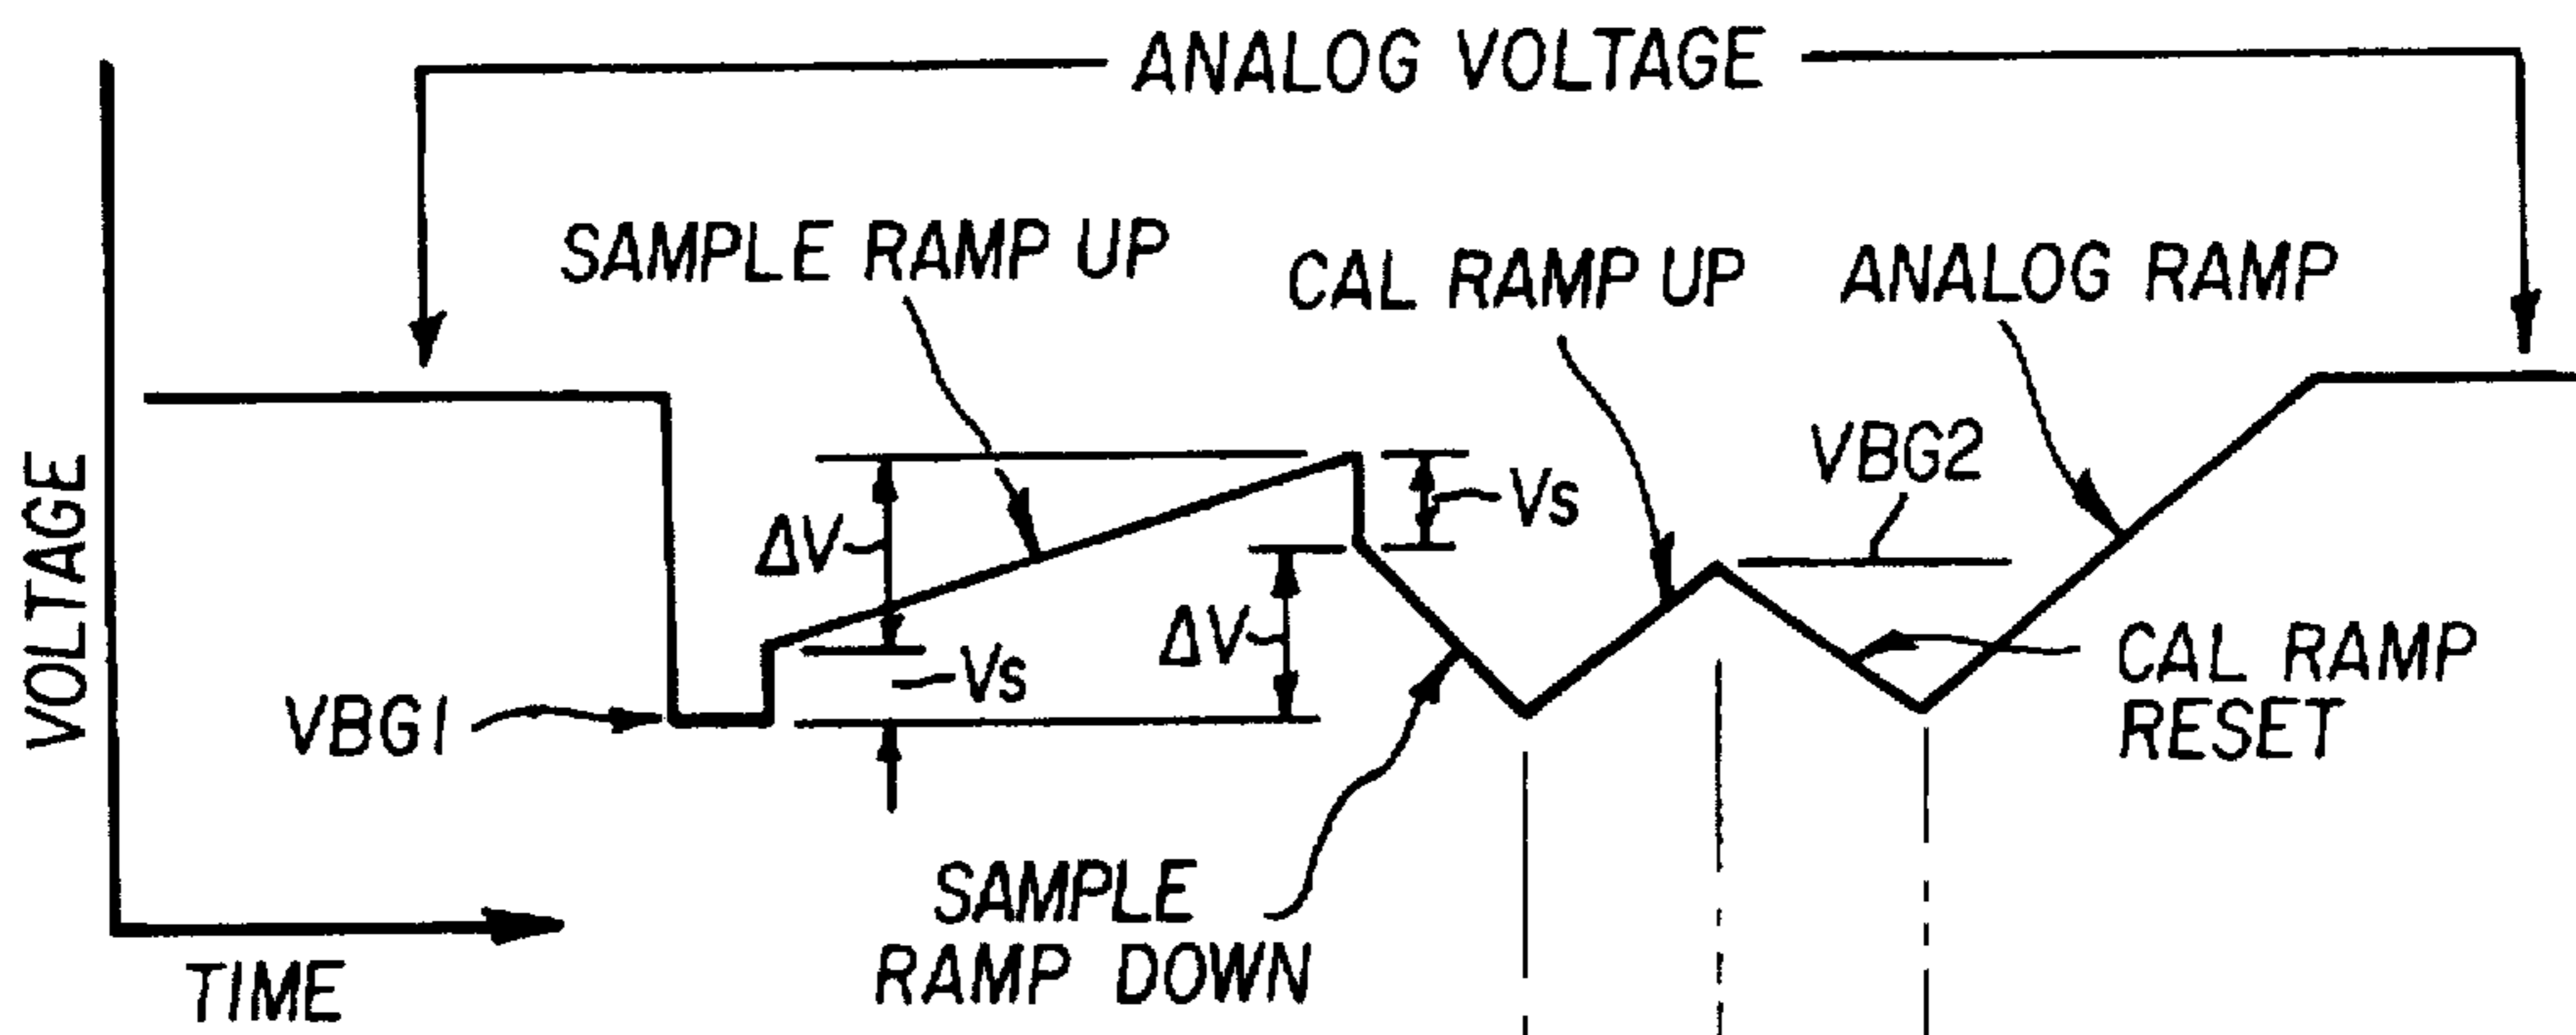 ANALOG VOLTAGE
SAMPLE RAMP UP
CAL RAMP UP
ANALOG RAMP
VBG2
Vs
ΔV
ΔV
Vs
VBG1
CAL RAMP
RESET
VOLTAGE
SAMPLE
RAMP DOWN
TIME